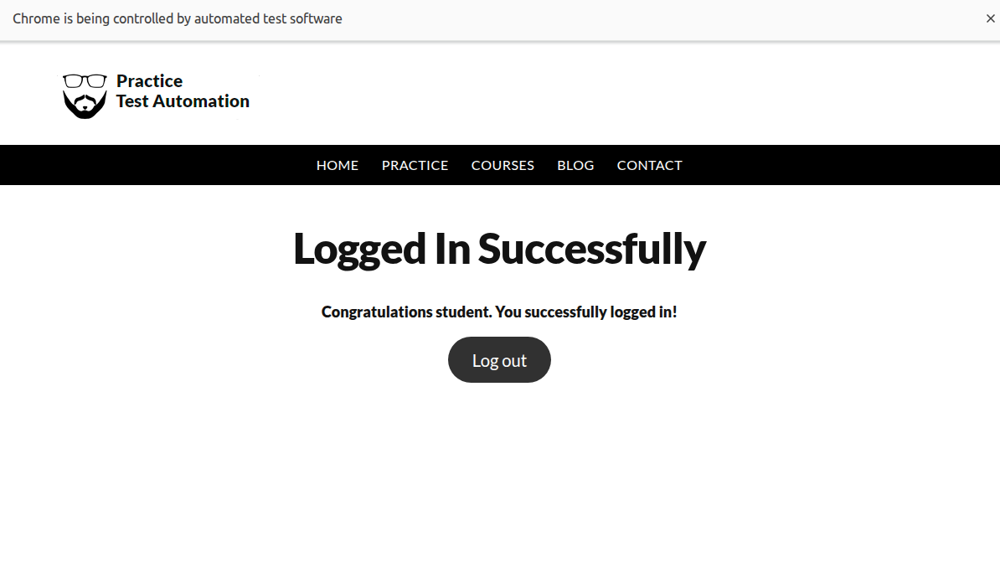 Chrome is being controlled by automated test software
Practice
Test Automation
HOME PRACTICE COURSES BLOG CONTACT
Logged In Successfully
Congratulations student. You successfully logged in!
Log out